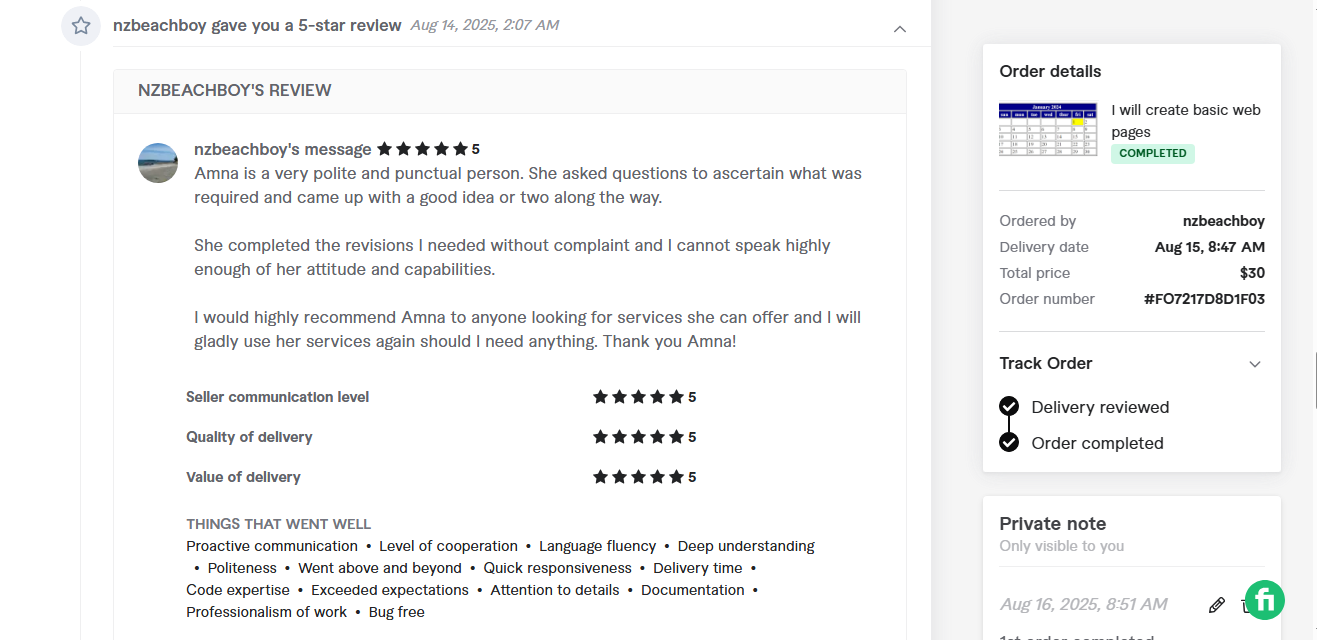 nzbeachboy gave you a 5-star review Aug 14, 2025, 2:07 AM
NZBEACHBOY'S REVIEW
nzbeachboy's message 5
Amna is a very polite and punctual person. She asked questions to ascertain what was
required and came up with a good idea or two along the way.
She completed the revisions I needed without complaint and I cannot speak highly
enough of her attitude and capabilities.
I would highly recommend Amna to anyone looking for services she can offer and I will
gladly use her services again should I need anything. Thank you Amna!
Seller communication level 5
Quality of delivery 5
Value of delivery 5
THINGS THAT WENT WELL
Proactive communication • Level of cooperation • Language fluency • Deep understanding
• Politeness • Went above and beyond • Quick responsiveness • Delivery time •
Code expertise • Exceeded expectations • Attention to details • Documentation •
Professionalism of work • Bug free
Order details
January 2024
I will create basic web
pages
COMPLETED
Ordered by nzbeachboy
Delivery date Aug 15, 8:47 AM
Total price $30
Order number #FO7217D8D1F03
Track Order
Delivery reviewed
Order completed
Private note
Only visible to you
Aug 16, 2025, 8:51 AM
fi
1st order completed